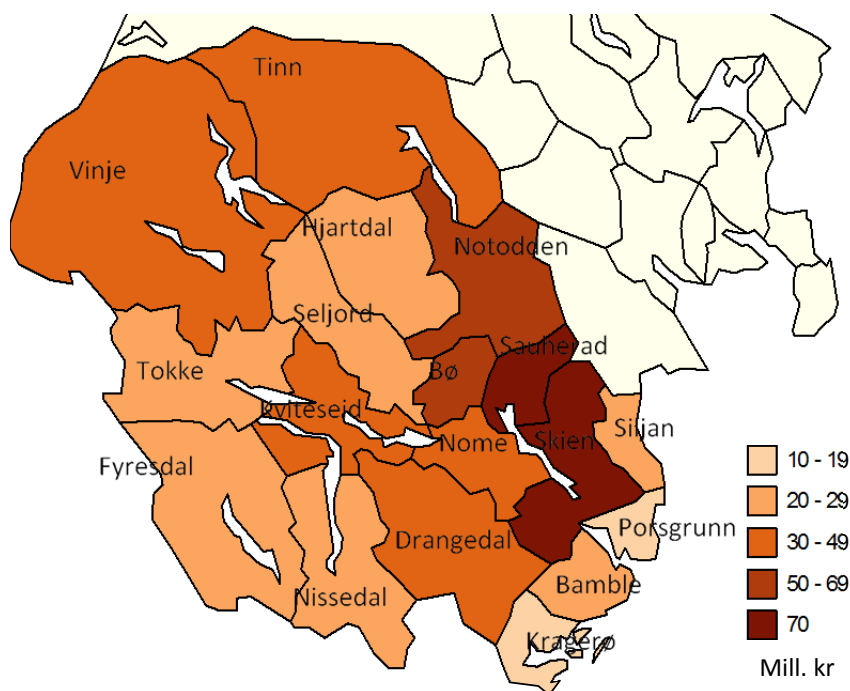 Tinn
Vinje
Hjartdal
Notodden
Seljord
Sauherad
Tokke
Bø
Kviteseid
Nome
Skien
Siljan
Fyresdal
Porsgrunn
Drangedal
Bamble
Nissedal
Kragerø
10 - 19
20 - 29
30 - 49
50 - 69
70
Mill. kr